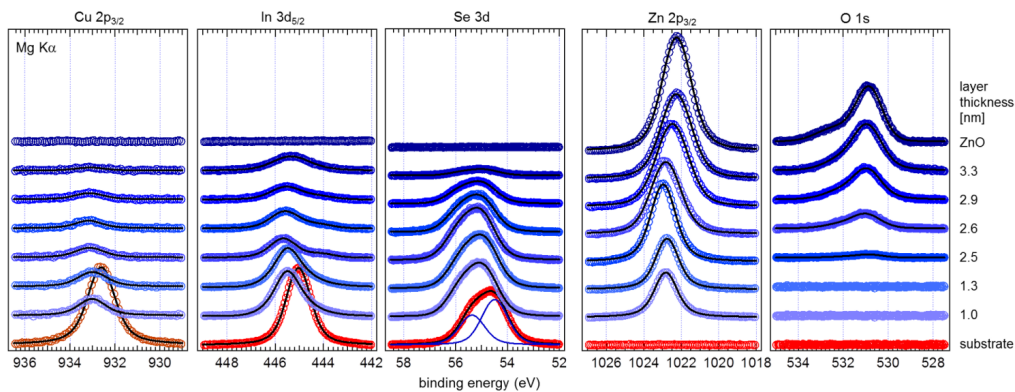 Cu 2p3/2
In 3d5/2
Se 3d
Zn 2p3/2
O 1s
Mg Kα
layer
thickness
[nm]
ZnO
3.3
2.9
2.6
2.5
1.3
1.0
substrate
936 934 932 930
448 446 444 442
58 56 54 52
1026 1024 1022 1020 1018
534 532 530 528
binding energy (eV)